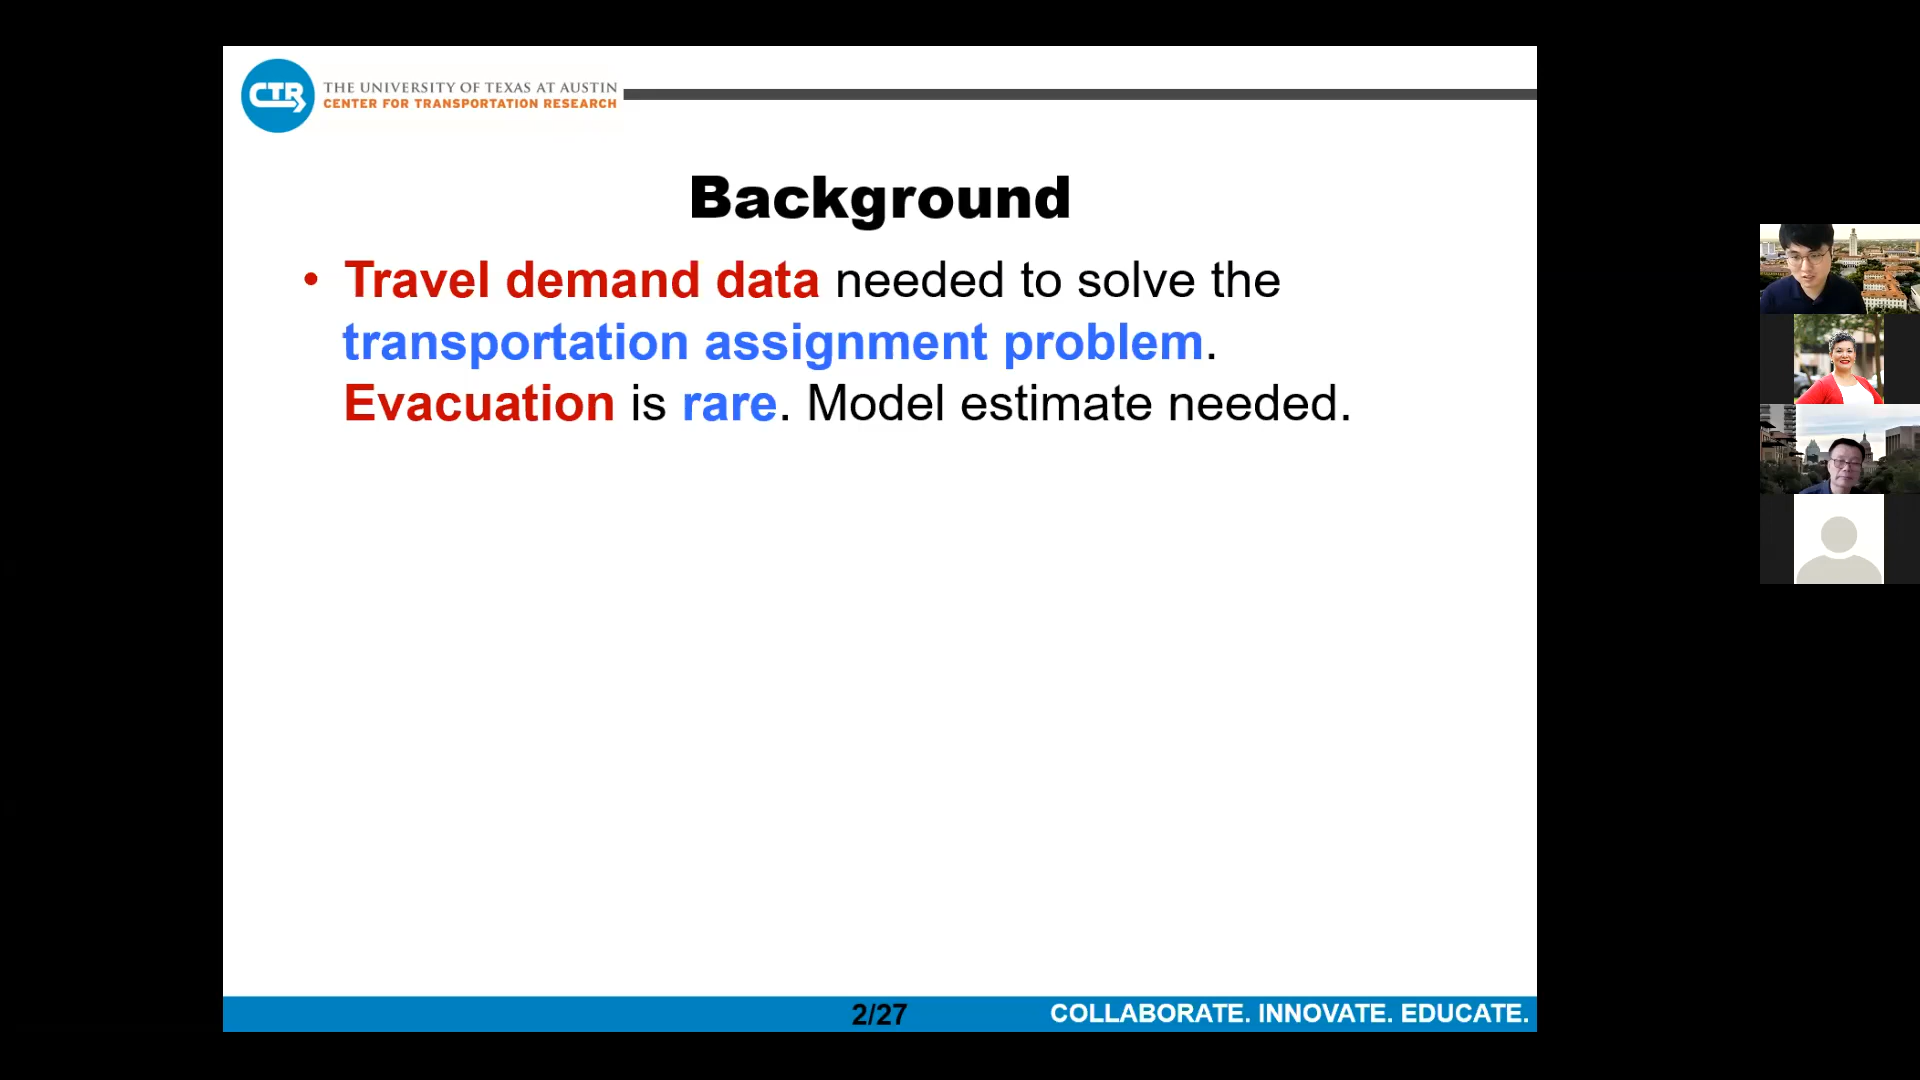 CTR
THE UNIVERSITY OF TEXAS AT AUSTIN
CENTER FOR TRANSPORTATION RESEARCH
Background
• Travel demand data needed to solve the
transportation assignment problem.
Evacuation is rare. Model estimate needed.
2/27
COLLABORATE. INNOVATE. EDUCATE.